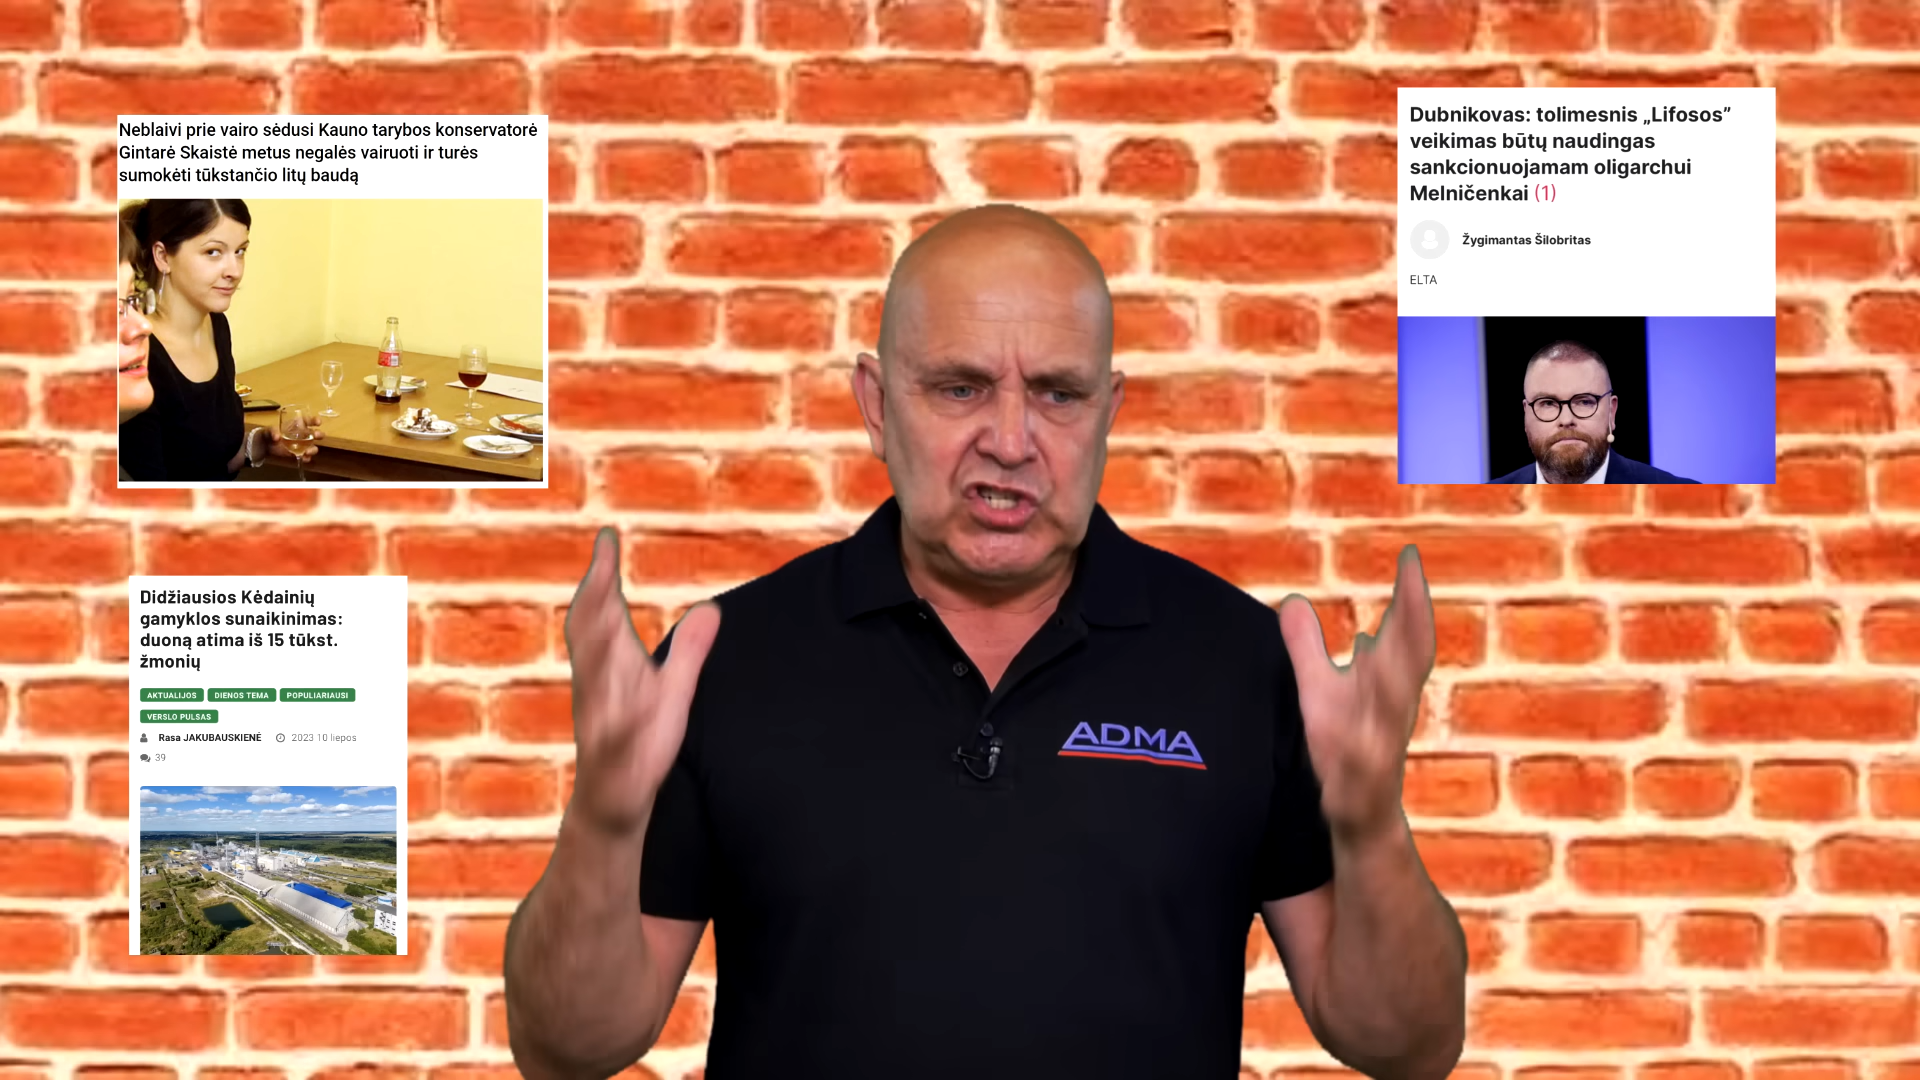 Neblaivi prie vairo sėdusi Kauno tarybos konservatorė
Gintarė Skaistė metus negalės vairuoti ir turės
sumokėti tūkstančio litų baudą
Dubnikovas: tolimesnis „Lifosos”
veikimas būtų naudingas
sankcionuojamam oligarchui
Melničenkai (1)
Žygimantas Šilobritas
ELTA
Didžiausios Kėdainių
gamyklos sunaikinimas:
duoną atima iš 15 tūkst.
žmonių
AKTUALIJOS DIENOS TEMA POPULIARIAUSI
VERSLO PULSAS
Rasa JAKUBAUSKIENĖ 2023 10 liepos
39
ADMA